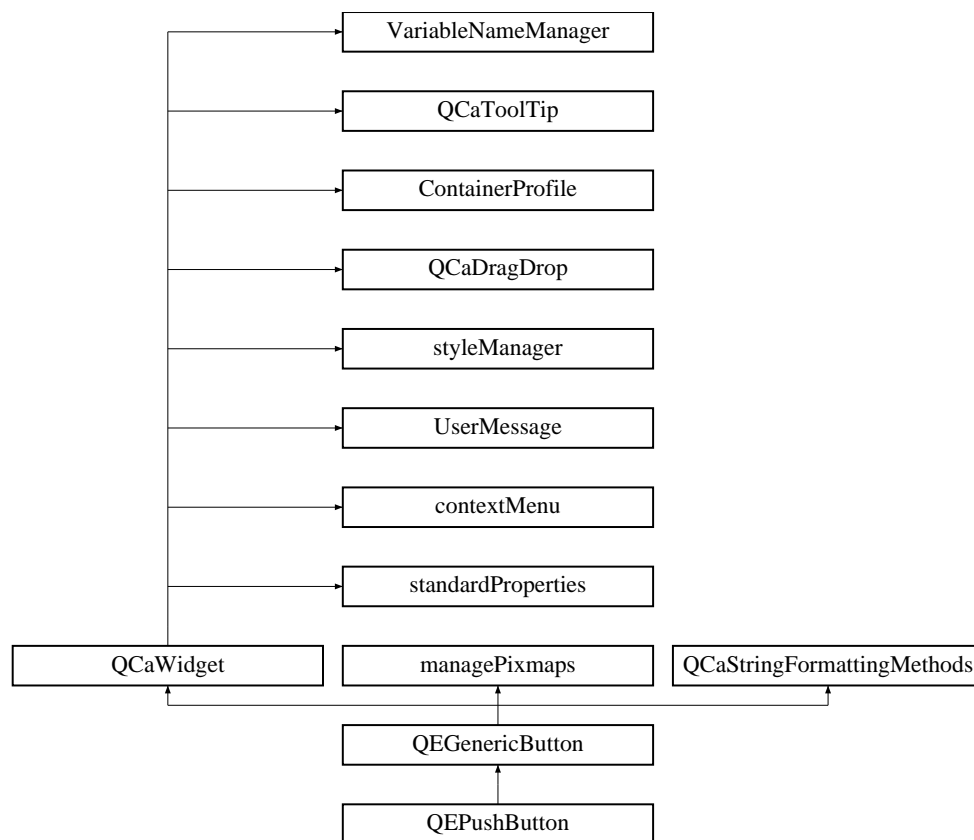 VariableNameManager
QCaToolTip
ContainerProfile
QCaDragDrop
styleManager
UserMessage
contextMenu
standardProperties
QCaWidget
managePixmaps
QCaStringFormattingMethods
QEGenericButton
QEPushButton